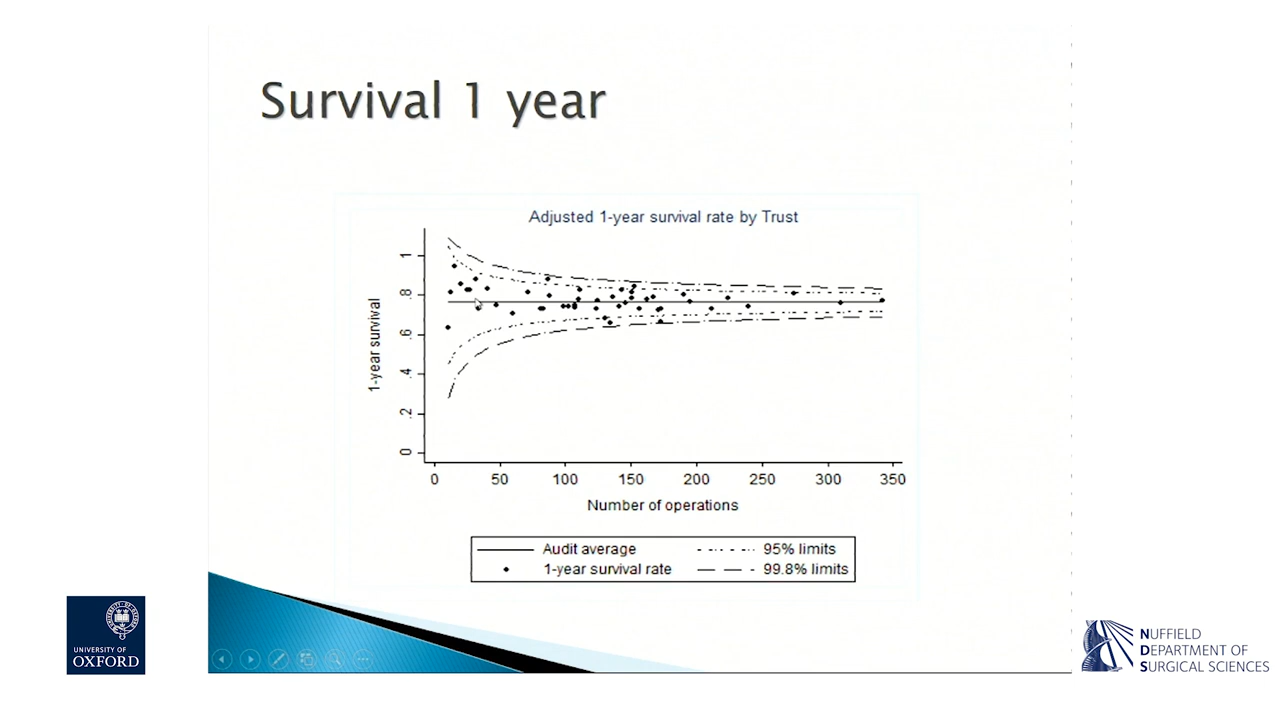 Survival 1 year
Adjusted 1-year survival rate by Trust
1-year survival
1
.8
.6
.4
.2
0
0 50 100 150 200 250 300 350
Number of operations
Audit average 95% limits
1-year survival rate 99.8% limits
UNIVERSITY OF
OXFORD
NUFFIELD
DEPARTMENT OF
SURGICAL SCIENCES